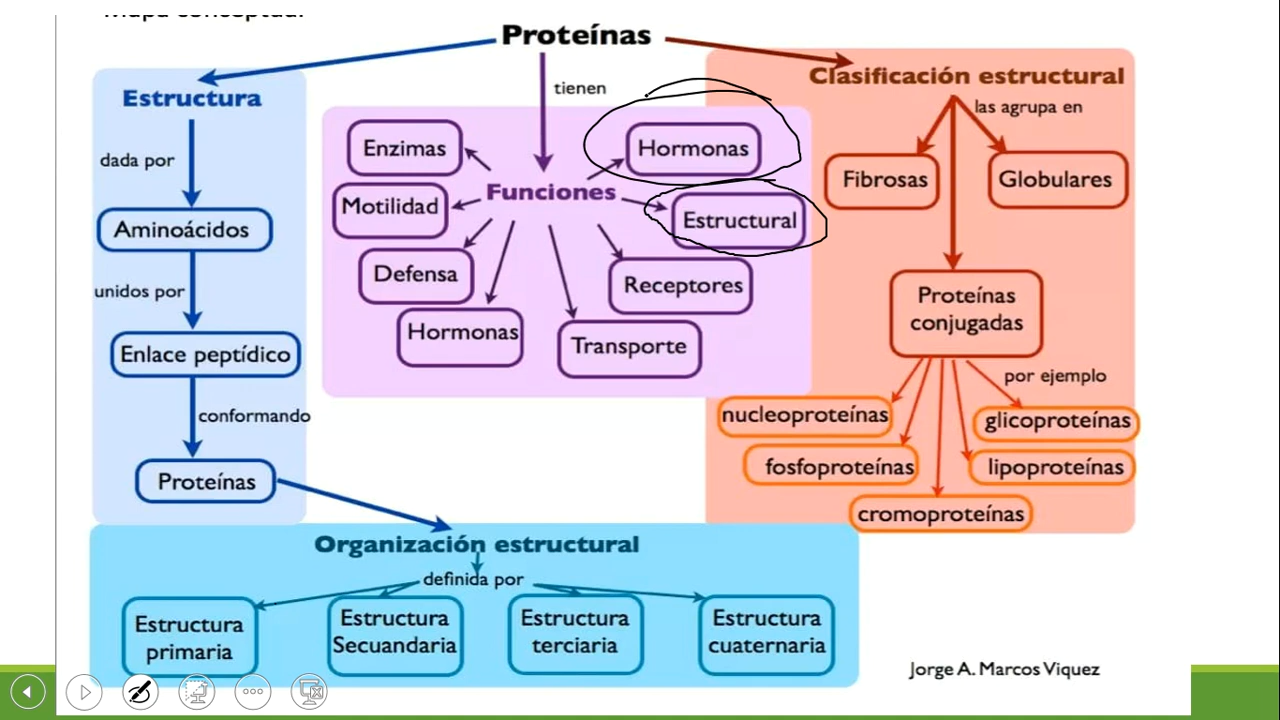 Mapa conceptual
Proteínas
Estructura
dada por
Aminoácidos
unidos por
Enlace peptídico
conformando
Proteínas
tienen
Funciones
Enzimas
Motilidad
Defensa
Hormonas
Transporte
Receptores
Estructural
Hormonas
Clasificación estructural
las agrupa en
Fibrosas
Globulares
Proteínas
conjugadas
por ejemplo
nucleoproteínas
fosfoproteínas
cromoproteínas
lipoproteínas
glicoproteínas
Organización estructural
definida por
Estructura
primaria
Estructura
Secuandaria
Estructura
terciaria
Estructura
cuaternaria
Jorge A. Marcos Viquez